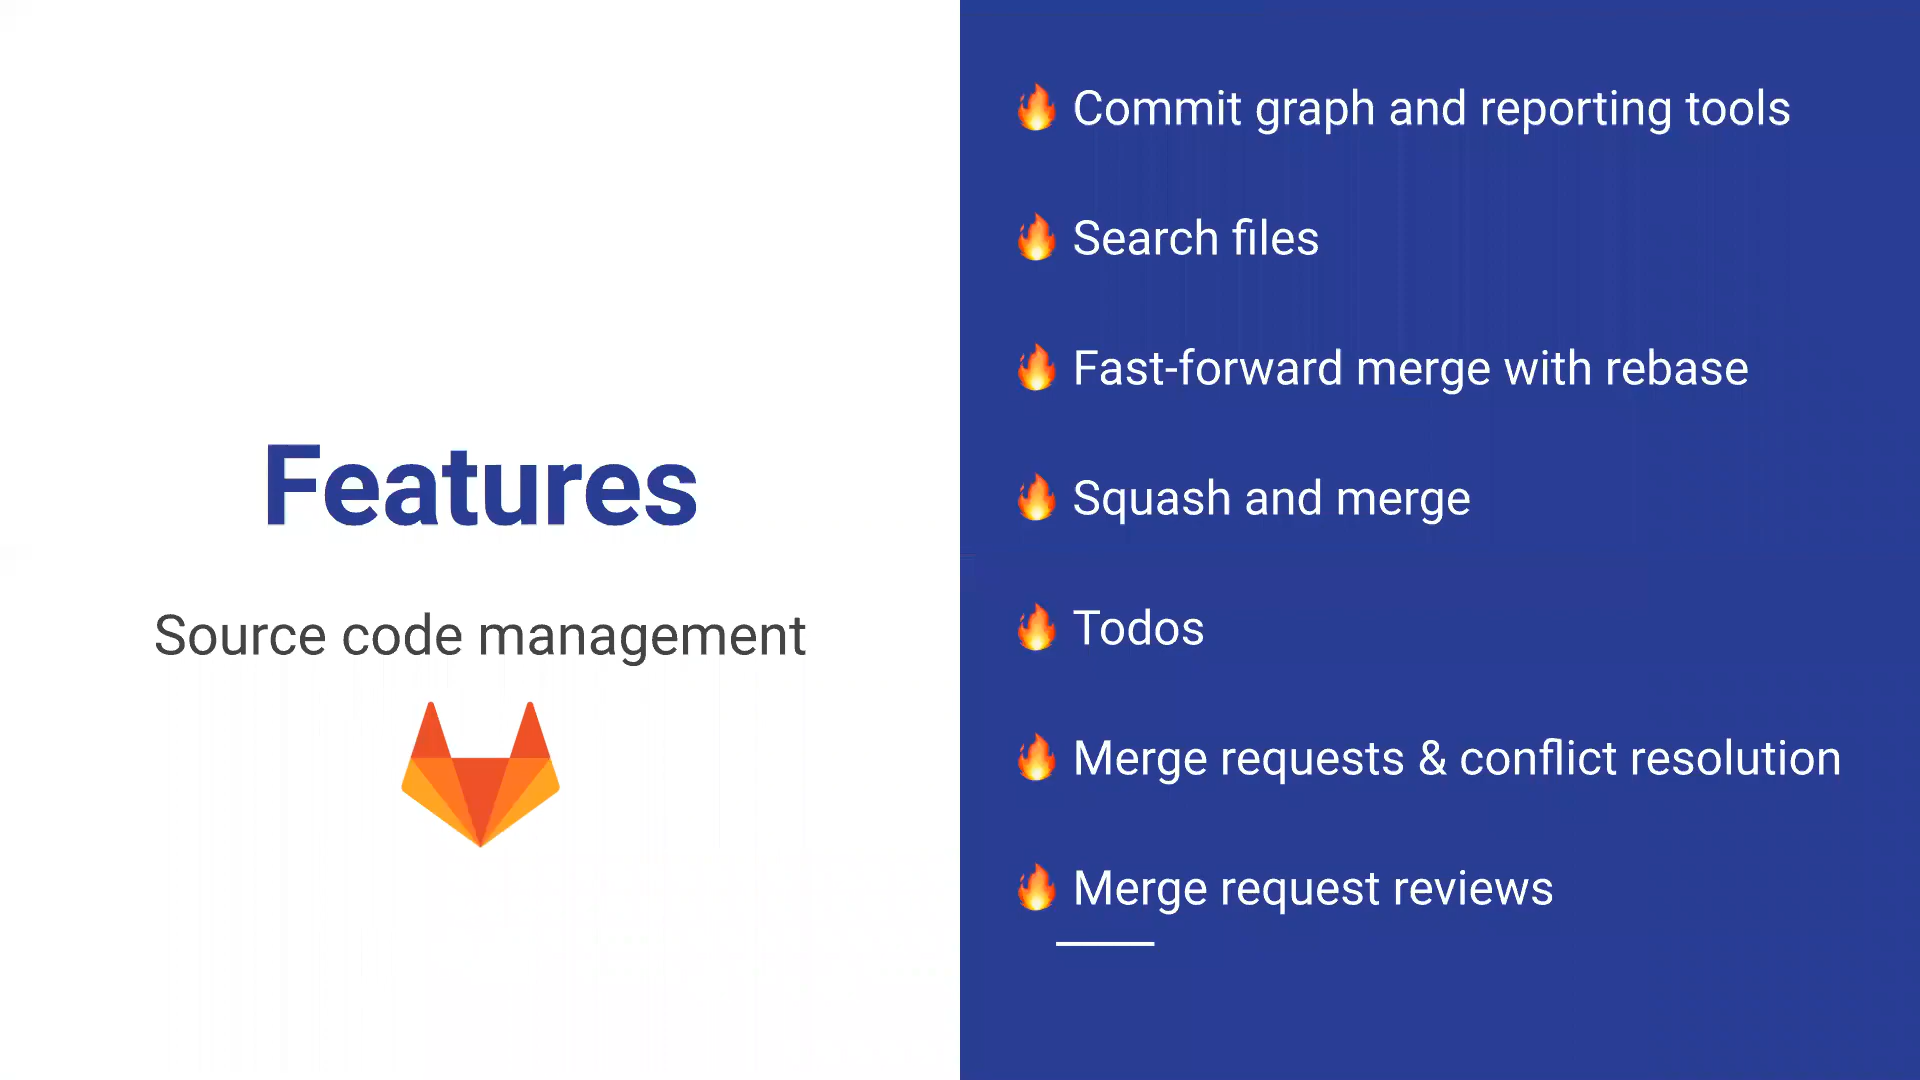 Features
Source code management
🔥 Commit graph and reporting tools
🔥 Search files
🔥 Fast-forward merge with rebase
🔥 Squash and merge
🔥 Todos
🔥 Merge requests & conflict resolution
🔥 Merge request reviews